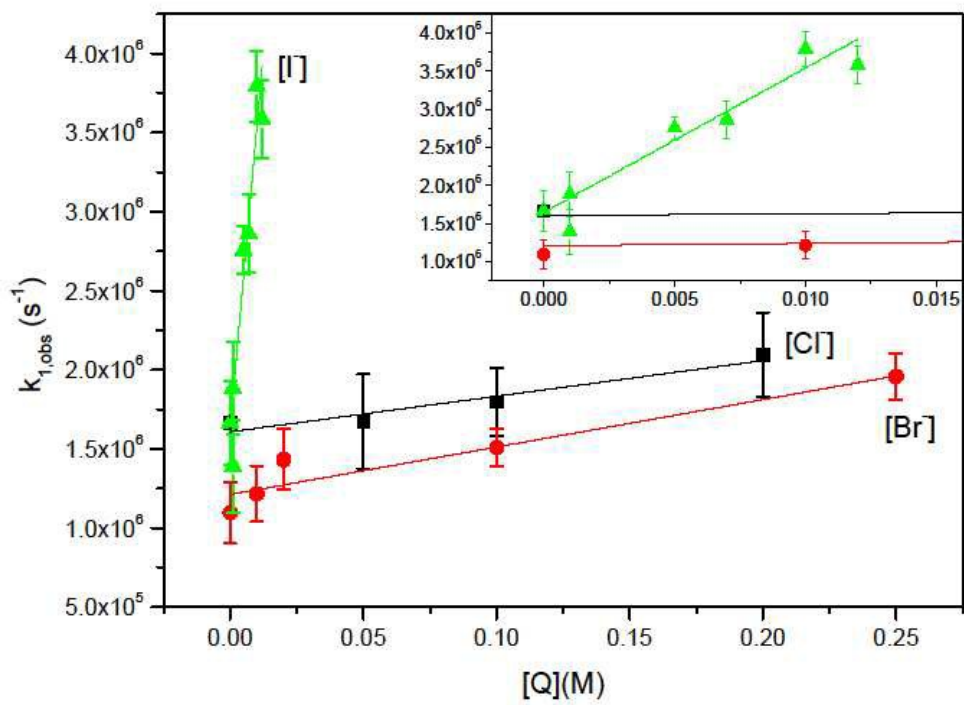 4.0x10⁶
3.5x10⁶
3.0x10⁶
2.5x10⁶
2.0x10⁶
1.5x10⁶
1.0x10⁶
5.0x10⁵
k₁,obs (s⁻¹)
[I⁻]
4.0x10⁶
3.5x10⁶
3.0x10⁶
2.5x10⁶
2.0x10⁶
1.5x10⁶
1.0x10⁶
0.000 0.005 0.010 0.015
[Cl⁻]
[Br⁻]
0.00 0.05 0.10 0.15 0.20 0.25
[Q](M)